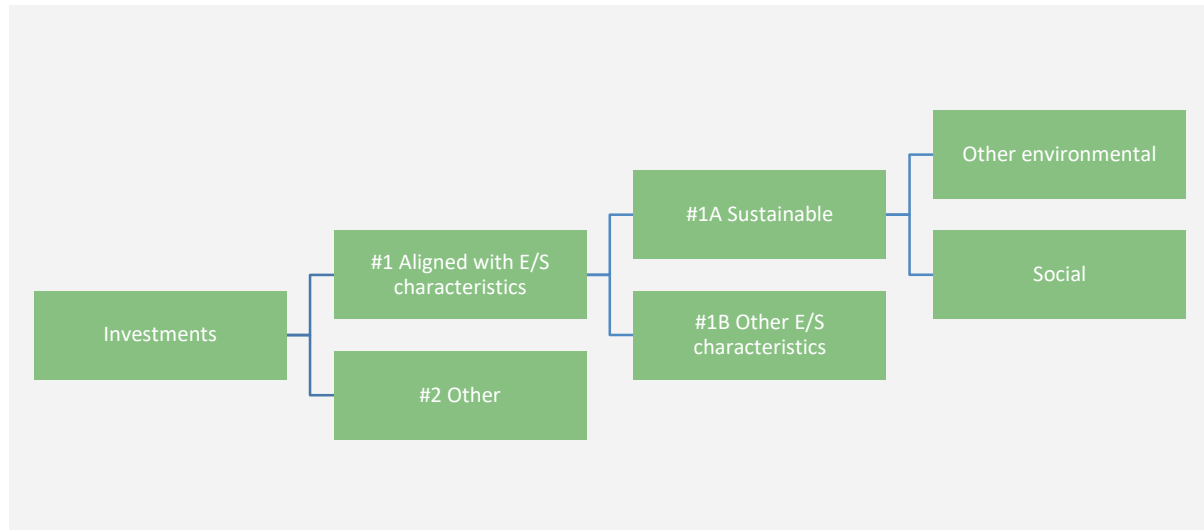 Investments
#1 Aligned with E/S
characteristics
#2 Other
#1A Sustainable
#1B Other E/S
characteristics
Other environmental
Social